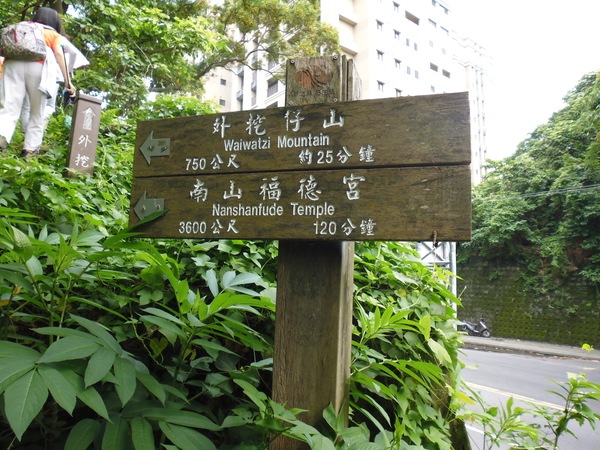 外挖仔山
Waiwatzi Mountain
750公尺 約25分鐘
南山福德宮
Nanshanfude Temple
3600公尺 120分鐘
外挖